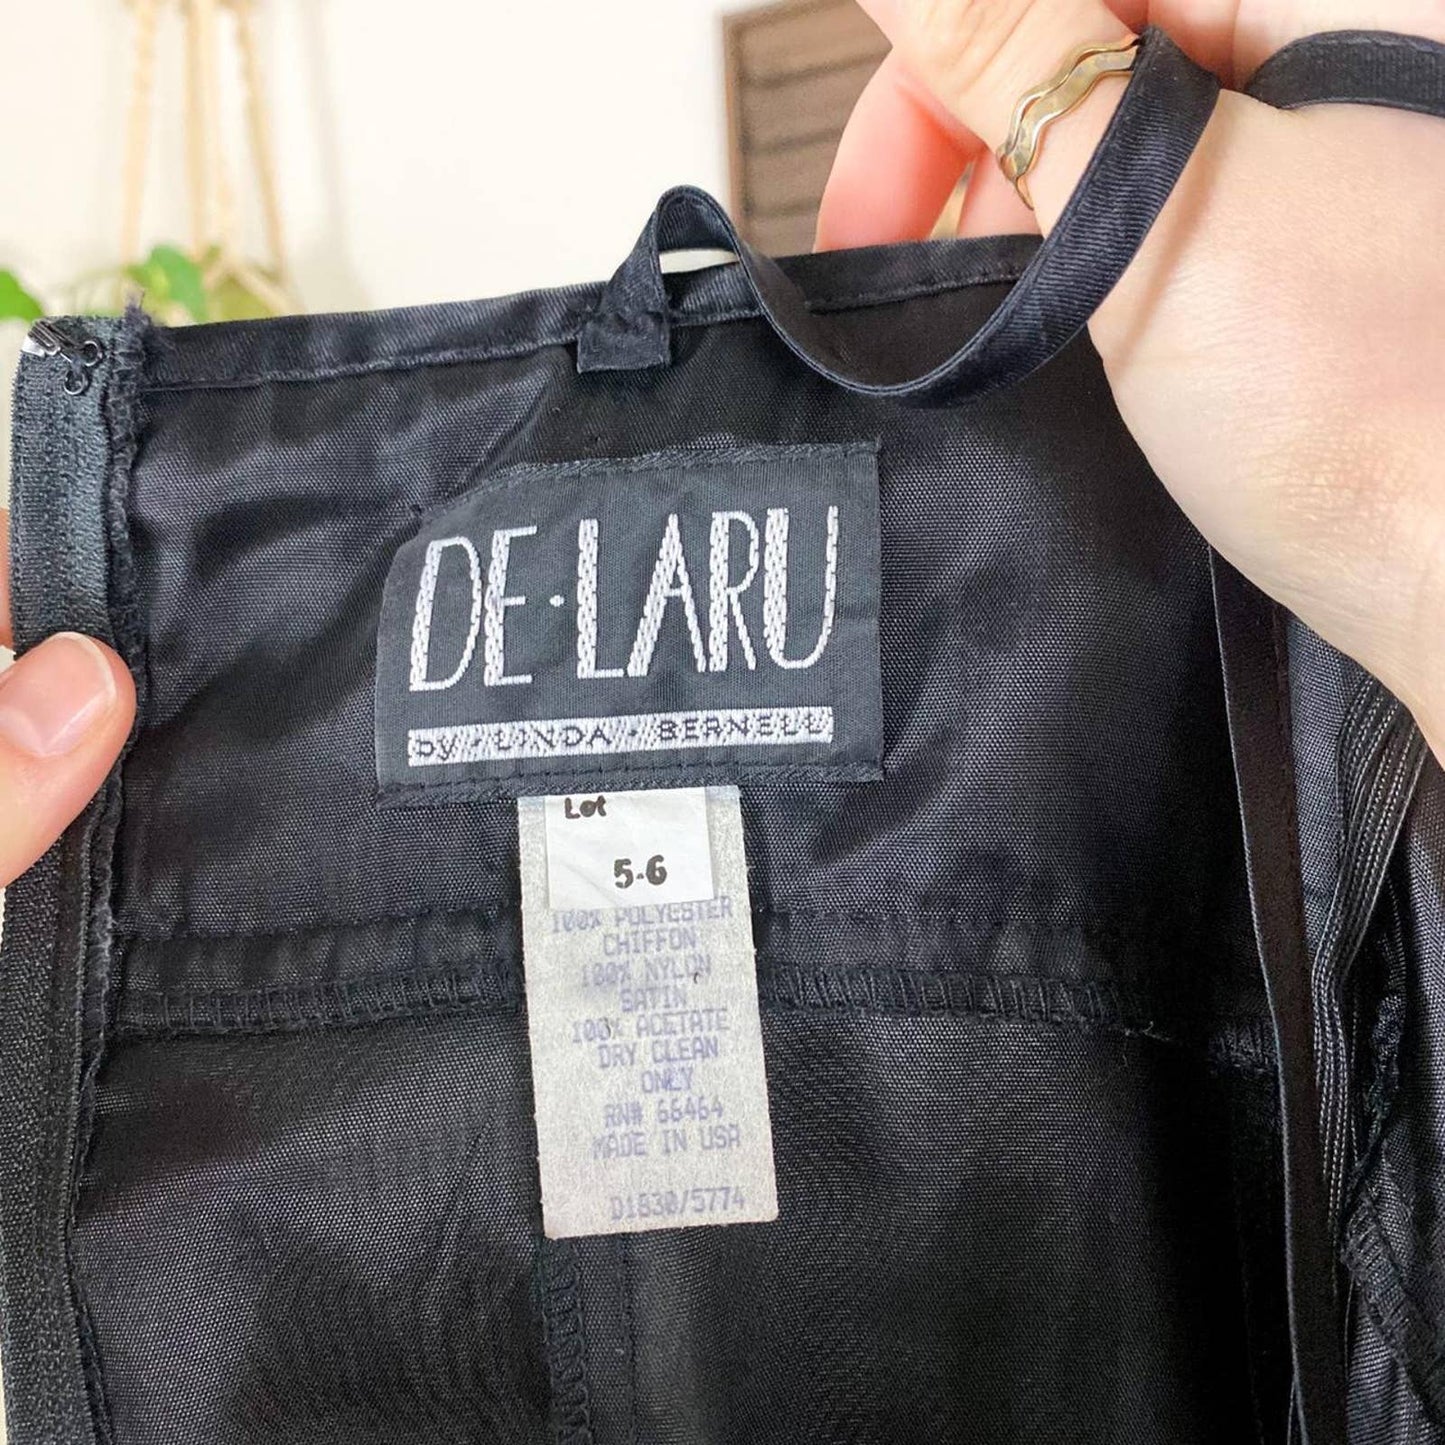 DE·LARU
by·LINDA·BERNELL
Lot
5-6
100% POLYESTER
CHIFFON
100% NYLON
SATIN
100% ACETATE
DRY CLEAN
ONLY
RN# 66464
MADE IN USA
D1830/5774